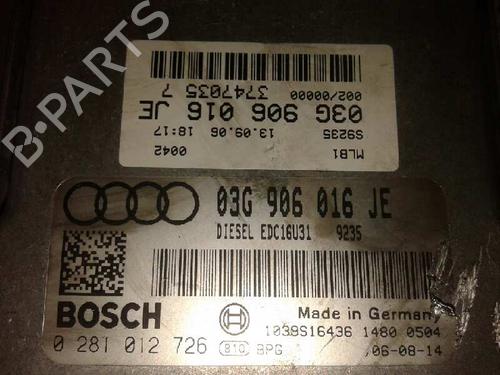 B-PARTS
MLB1
0042
S9235
13.09.06 18:17
03G 906 016 JE
002/00000 3747035 7
03G 906 016 JE
DIESEL EDC16U31 9235
BOSCH
Made in German
1039S16436 1480 0504
0 281 012 726 810 BPG 06-08-14